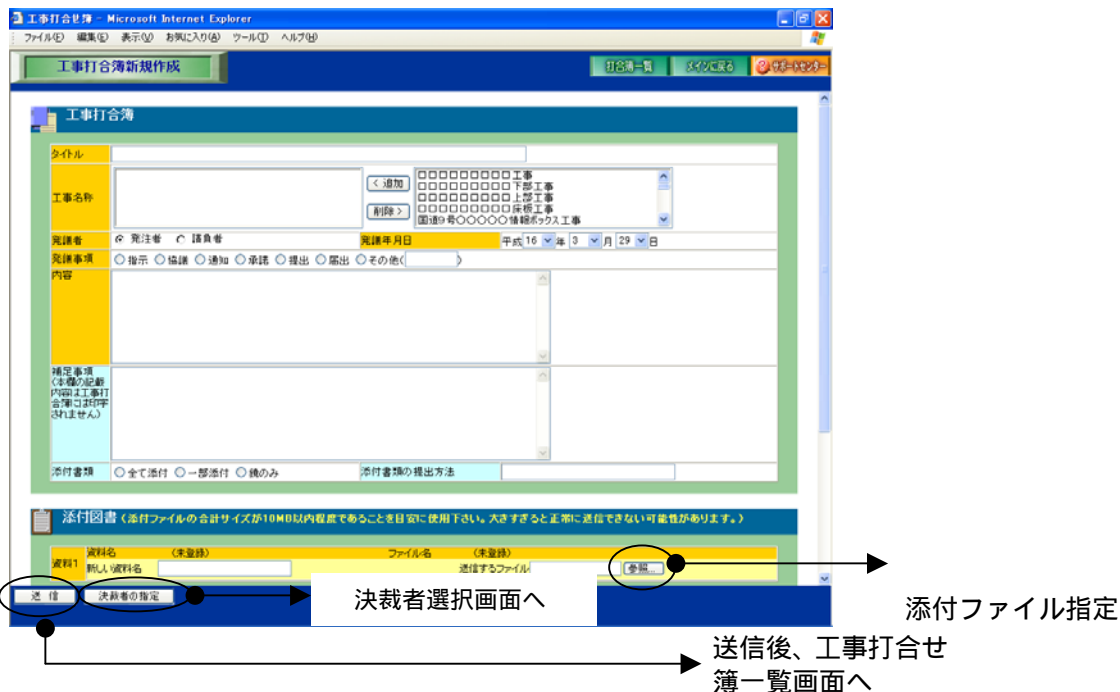 工事打合せ簿 - Microsoft Internet Explorer
ファイル(F) 編集(E) 表示(V) お気に入り(A) ツール(T) ヘルプ(H)
工事打合簿新規作成 打合簿一覧 メインに戻る サポートセンター
工事打合簿
タイトル
工事名称 < 追加 □□□□□□□□□工事
□□□□□□□□□下部工事
□□□□□□□□□上部工事
削除 > □□□□□□□□□床板工事
国道9号○○○○○情報ボックス工事
発議者 発注者 請負者 発議年月日 平成 16 年 3 月 29 日
発議事項 指示 協議 通知 承諾 提出 届出 その他( )
内容
補足事項
(本欄の記載
内容は工事打
合簿には印字
されません)
添付書類 全て添付 一部添付 鏡のみ 添付書類の提出方法
添付図書 (添付ファイルの合計サイズが10MB以内程度であることを目安に使用下さい。大きすぎると正常に送信できない可能性があります。)
資料1 資料名 (未登録) ファイル名 (未登録)
新しい資料名 送信するファイル 参照...
送 信 決裁者の指定
決裁者選択画面へ
添付ファイル指定
送信後、工事打合せ
簿一覧画面へ